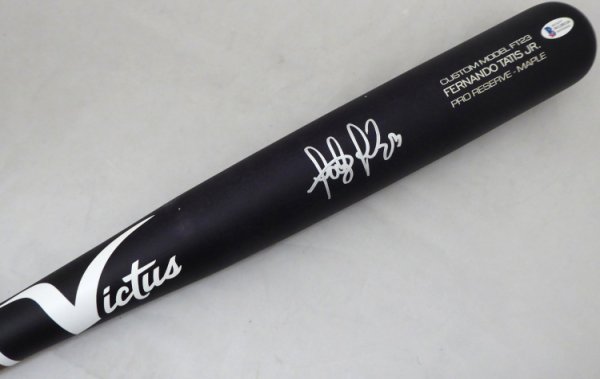 CUSTOM MODEL FT23
FERNANDO TATIS JR.
PRO RESERVE - MAPLE
Victus